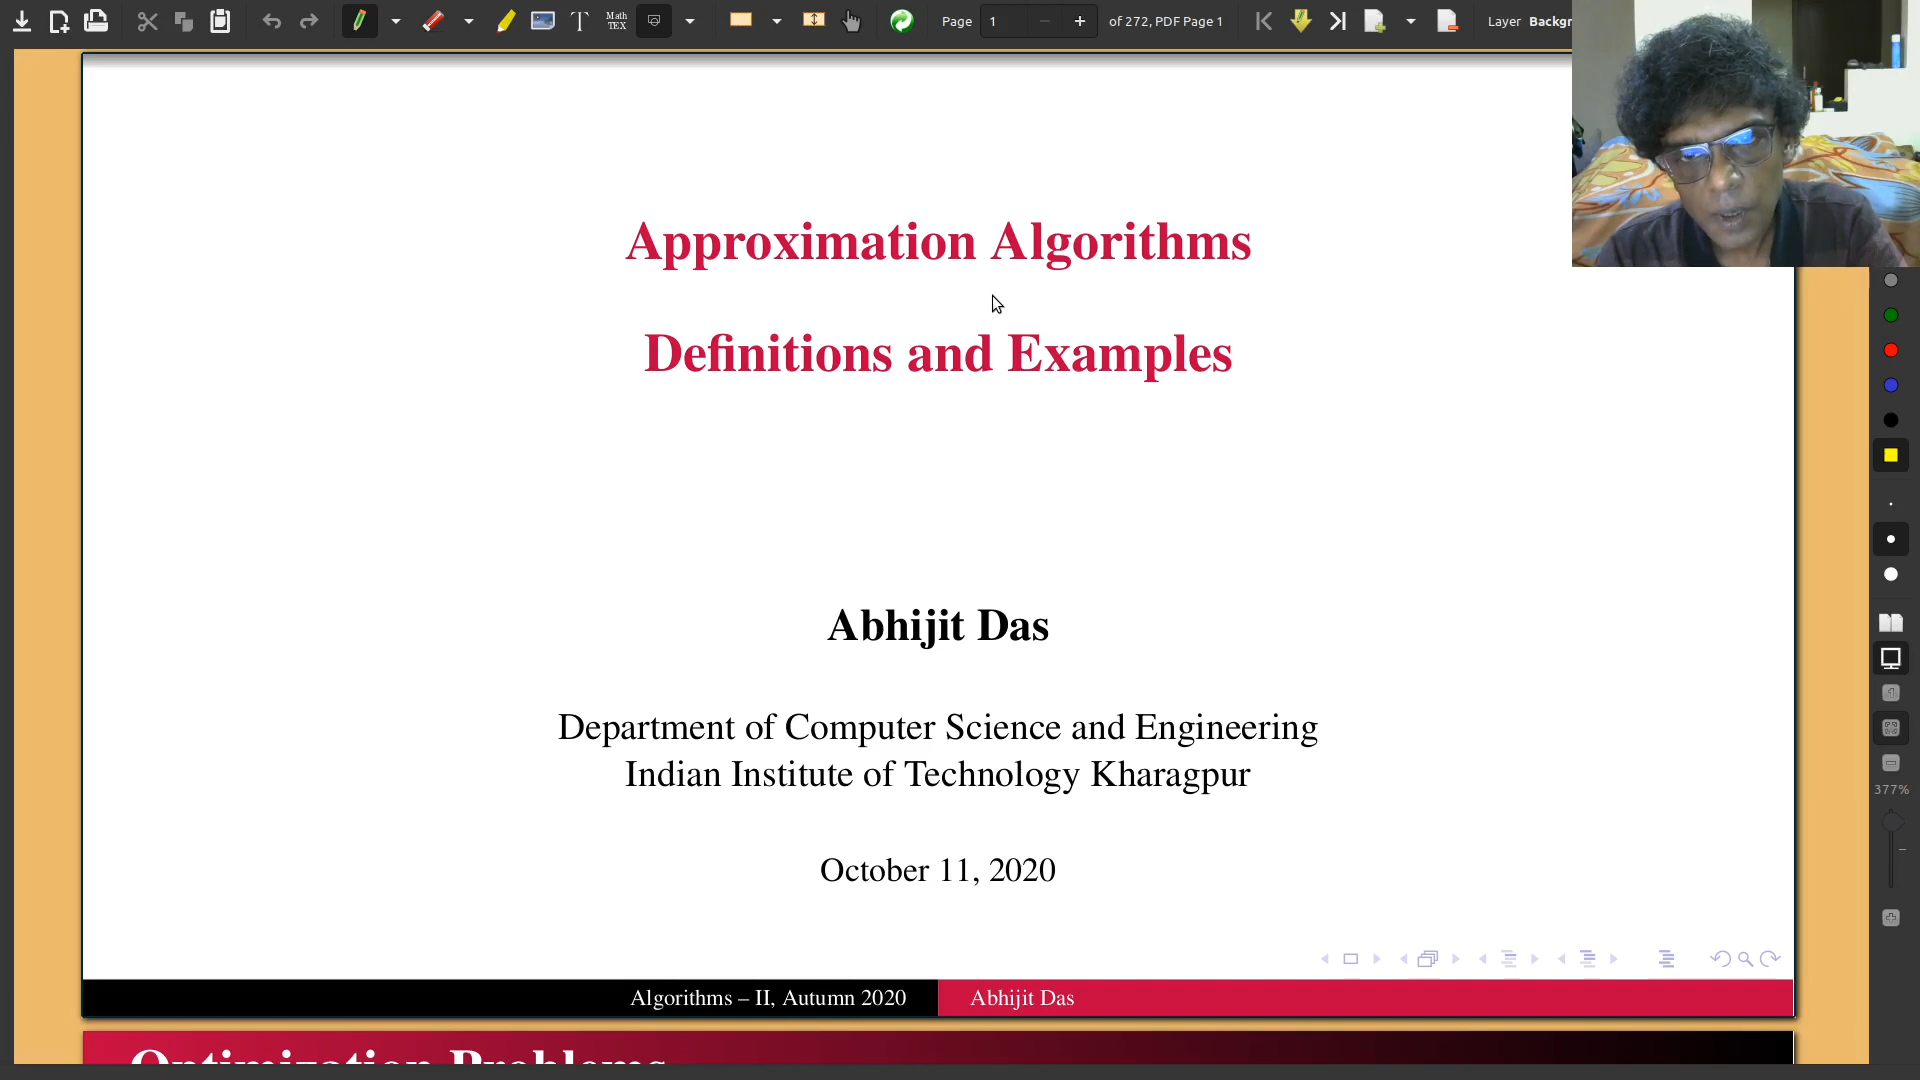 Math
TEX
T
Page 1 of 272, PDF Page 1
Layer Backgr
Approximation Algorithms
Definitions and Examples
Abhijit Das
Department of Computer Science and Engineering
Indian Institute of Technology Kharagpur
October 11, 2020
377%
Algorithms – II, Autumn 2020 Abhijit Das
Optimization Problems